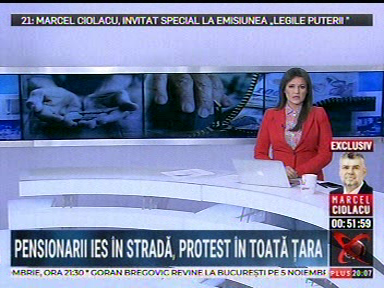 21: MARCEL CIOLACU, INVITAT SPECIAL LA EMISIUNEA „LEGILE PUTERII"
EXCLUSIV
MARCEL
CIOLACU
00:51:59
PENSIONARII IES ÎN STRADĂ, PROTEST ÎN TOATĂ ȚARA
MBRIE, ORA 21:30 * GORAN BREGOVIC REVINE LA BUCUREȘTI PE 5 NOIEMB
PLUS 20:07